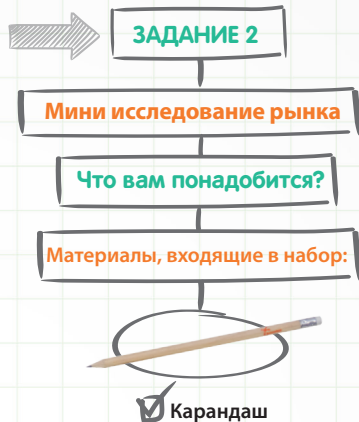 ЗАДАНИЕ 2
Мини исследование рынка
Что вам понадобится?
Материалы, входящие в набор:
Карандаш